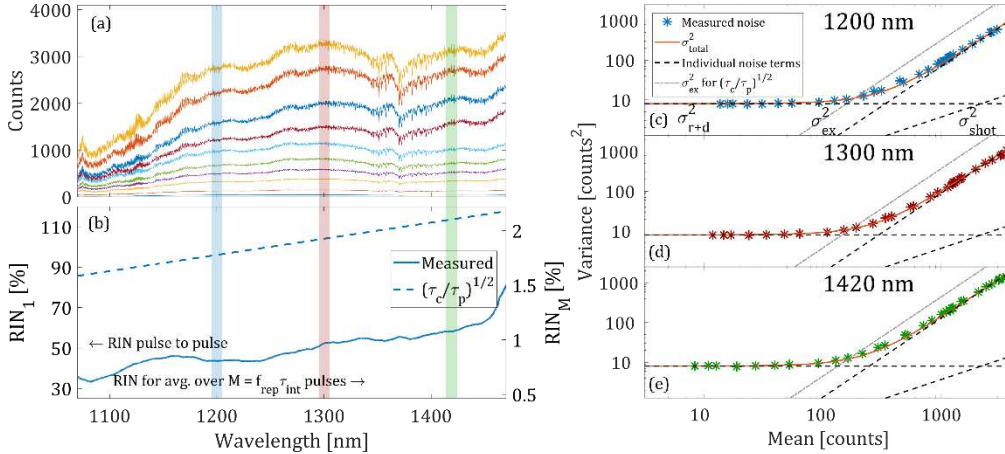 (a)
4000
3000
2000
1000
0
Counts
(b)
110
90
70
50
30
RIN1 [%]
Measured
(τc/τp)^1/2
← RIN pulse to pulse
RIN for avg. over M = frep τint pulses →
2
1.5
1
0.5
RINM [%]
1100
1200
1300
1400
Wavelength [nm]
1000
100
10
Measured noise
σ²total
Individual noise terms
σ²ex for (τc/τp)^1/2
1200 nm
(c)
σ²r+d
σ²ex
σ²shot
1000
100
10
1300 nm
(d)
Variance [counts²]
1000
100
10
1420 nm
(e)
10
100
1000
Mean [counts]